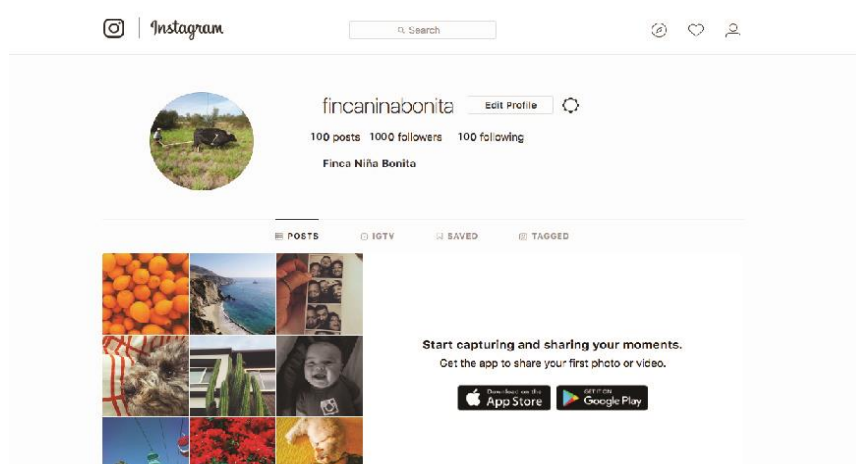 Instagram
Search
fincaninabonita Edit Profile
100 posts 1000 followers 100 following
Finca Niña Bonita
POSTS IGTV SAVED TAGGED
Start capturing and sharing your moments.
Get the app to share your first photo or video.
Download on the
App Store
GET IT ON
Google Play